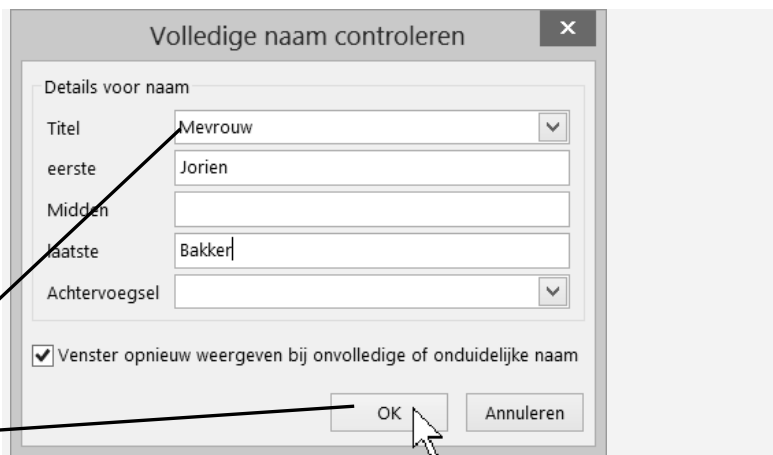 Volledige naam controleren
Details voor naam
Titel Mevrouw
eerste Jorien
Midden
laatste Bakker
Achtervoegsel
Venster opnieuw weergeven bij onvolledige of onduidelijke naam
OK Annuleren